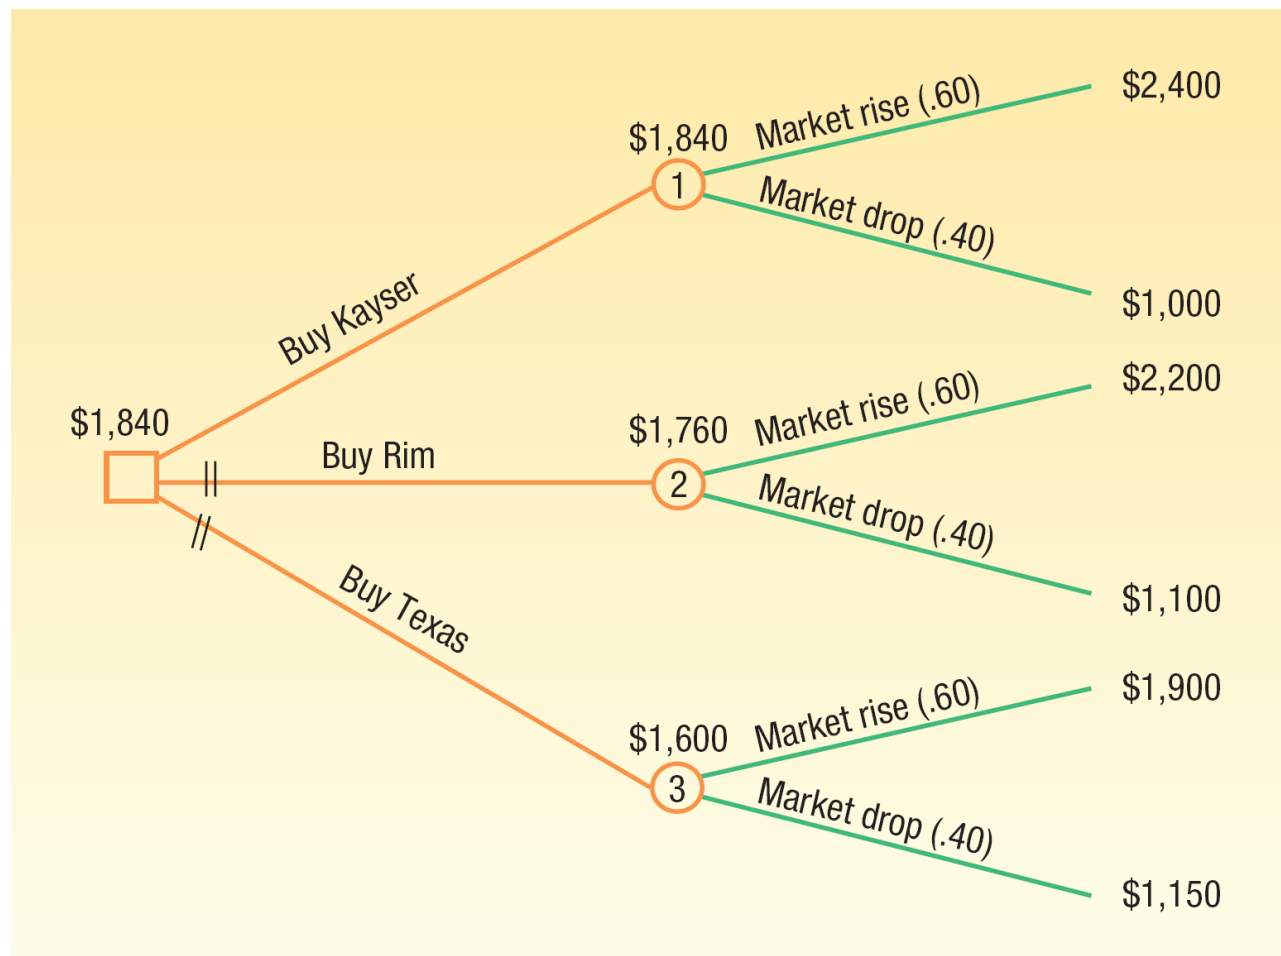 $2,400
Market rise (.60)
$1,840
1
Market drop (.40)
$1,000
Buy Kayser
$2,200
Market rise (.60)
$1,840
$1,760
Buy Rim
2
Market drop (.40)
$1,100
Buy Texas
$1,900
Market rise (.60)
$1,600
3
Market drop (.40)
$1,150